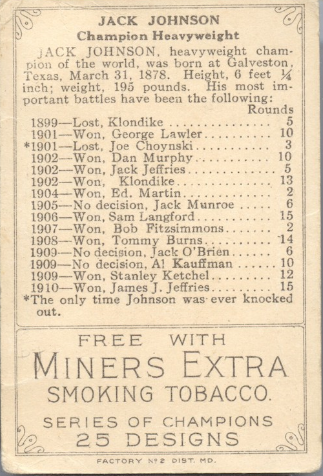 JACK JOHNSON
Champion Heavyweight
JACK JOHNSON, heavyweight cham-
pion of the world, was born at Galveston,
Texas, March 31, 1878. Height, 6 feet ¼
inch; weight, 195 pounds. His most im-
portant battles have been the following:
Rounds
1899—Lost, Klondike ............ 5
1901—Won, George Lawler .......... 10
*1901—Lost, Joe Choynski .......... 3
1902—Won, Dan Murphy ............ 10
1902—Won, Jack Jeffries .......... 5
1902—Won, Klondike ............ 13
1904—Won, Ed. Martin ............ 2
1905—No decision, Jack Munroe .... 6
1906—Won, Sam Langford .......... 15
1907—Won, Bob Fitzsimmons ........ 2
1908—Won, Tommy Burns ............ 14
1909—No decision, Jack O'Brien .... 6
1909—No decision, Al Kauffman .... 10
1909—Won, Stanley Ketchel ........ 12
1910—Won, James J. Jeffries ...... 15
*The only time Johnson was ever knocked
out.
FREE WITH
MINERS EXTRA
SMOKING TOBACCO.
SERIES OF CHAMPIONS
25 DESIGNS
FACTORY Nº 2 DIST. MD.